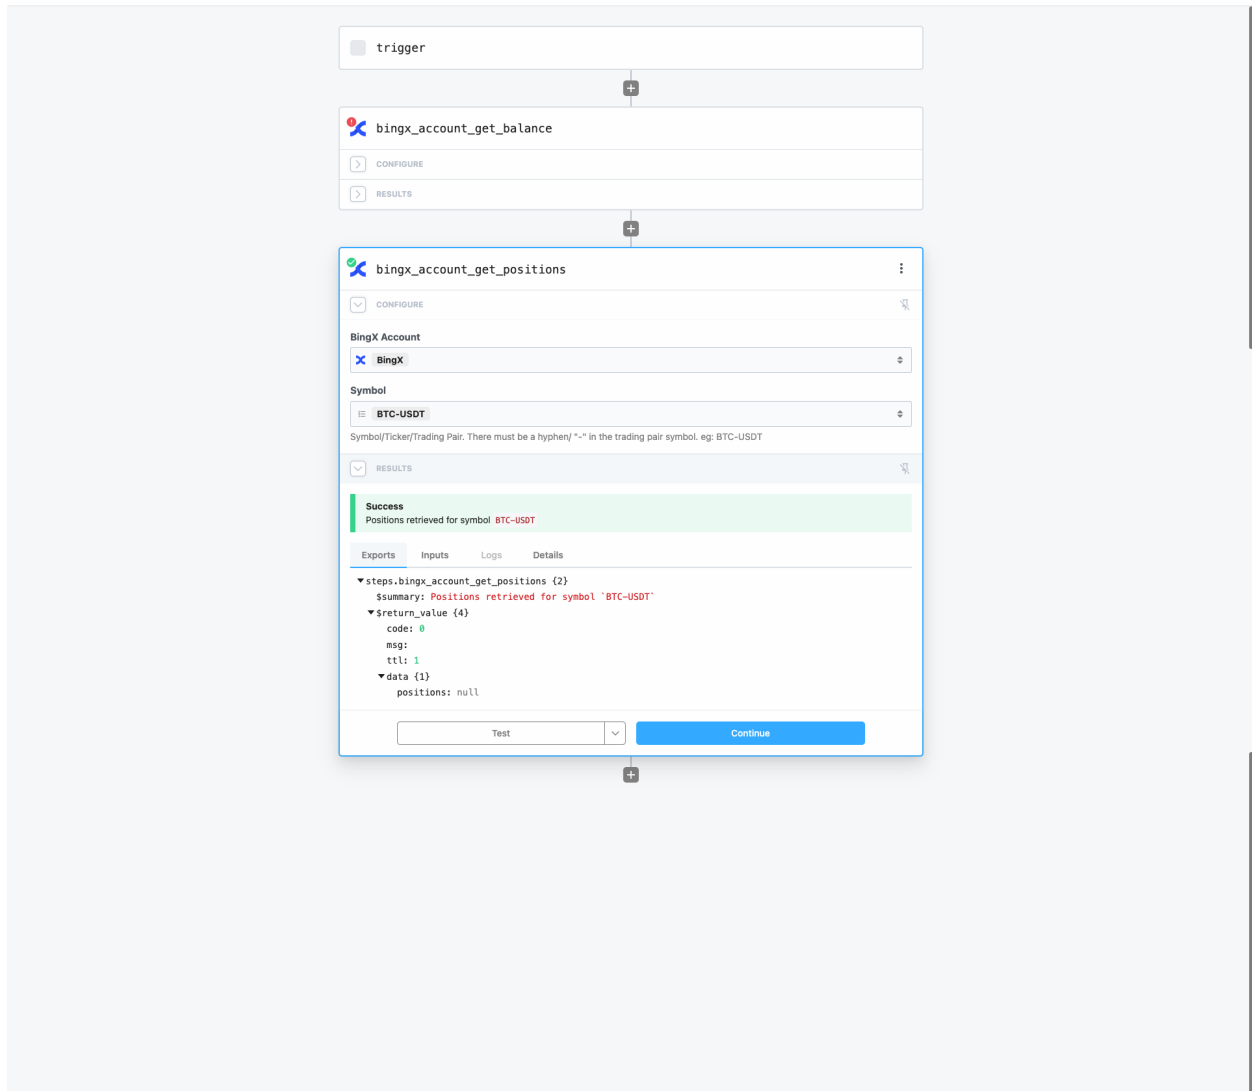 trigger
bingx_account_get_balance
CONFIGURE
RESULTS
bingx_account_get_positions
CONFIGURE
BingX Account
BingX
Symbol
BTC-USDT
Symbol/Ticker/Trading Pair. There must be a hyphen/ "-" in the trading pair symbol. eg: BTC-USDT
RESULTS
Success
Positions retrieved for symbol BTC-USDT
Exports Inputs Logs Details
steps.bingx_account_get_positions {2}
$summary: Positions retrieved for symbol `BTC-USDT`
$return_value {4}
code: 0
msg:
ttl: 1
data {1}
positions: null
Test Continue